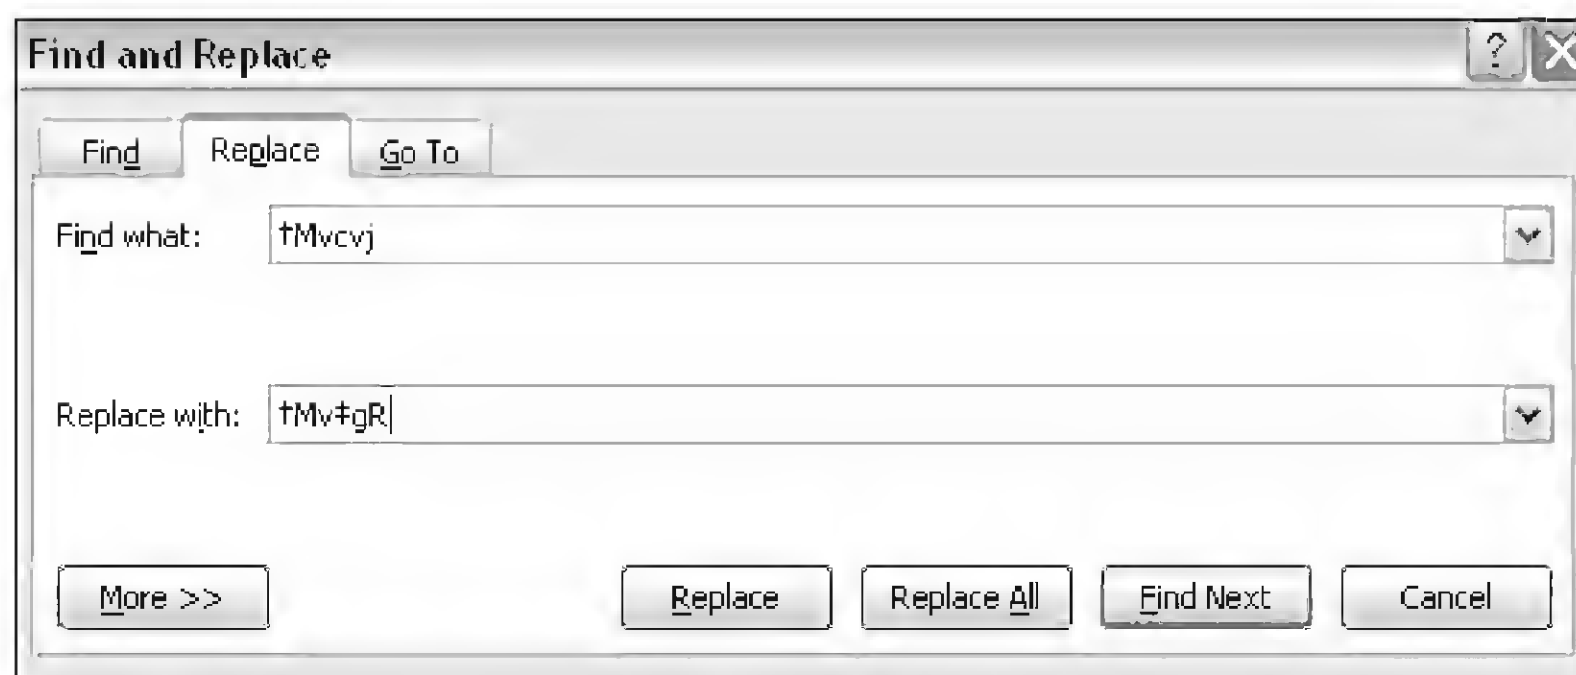 Find and Replace ?
Find Replace Go To
Find what: †Mvcvj
Replace with: †Mv‡gR
More >> Replace Replace All Find Next Cancel